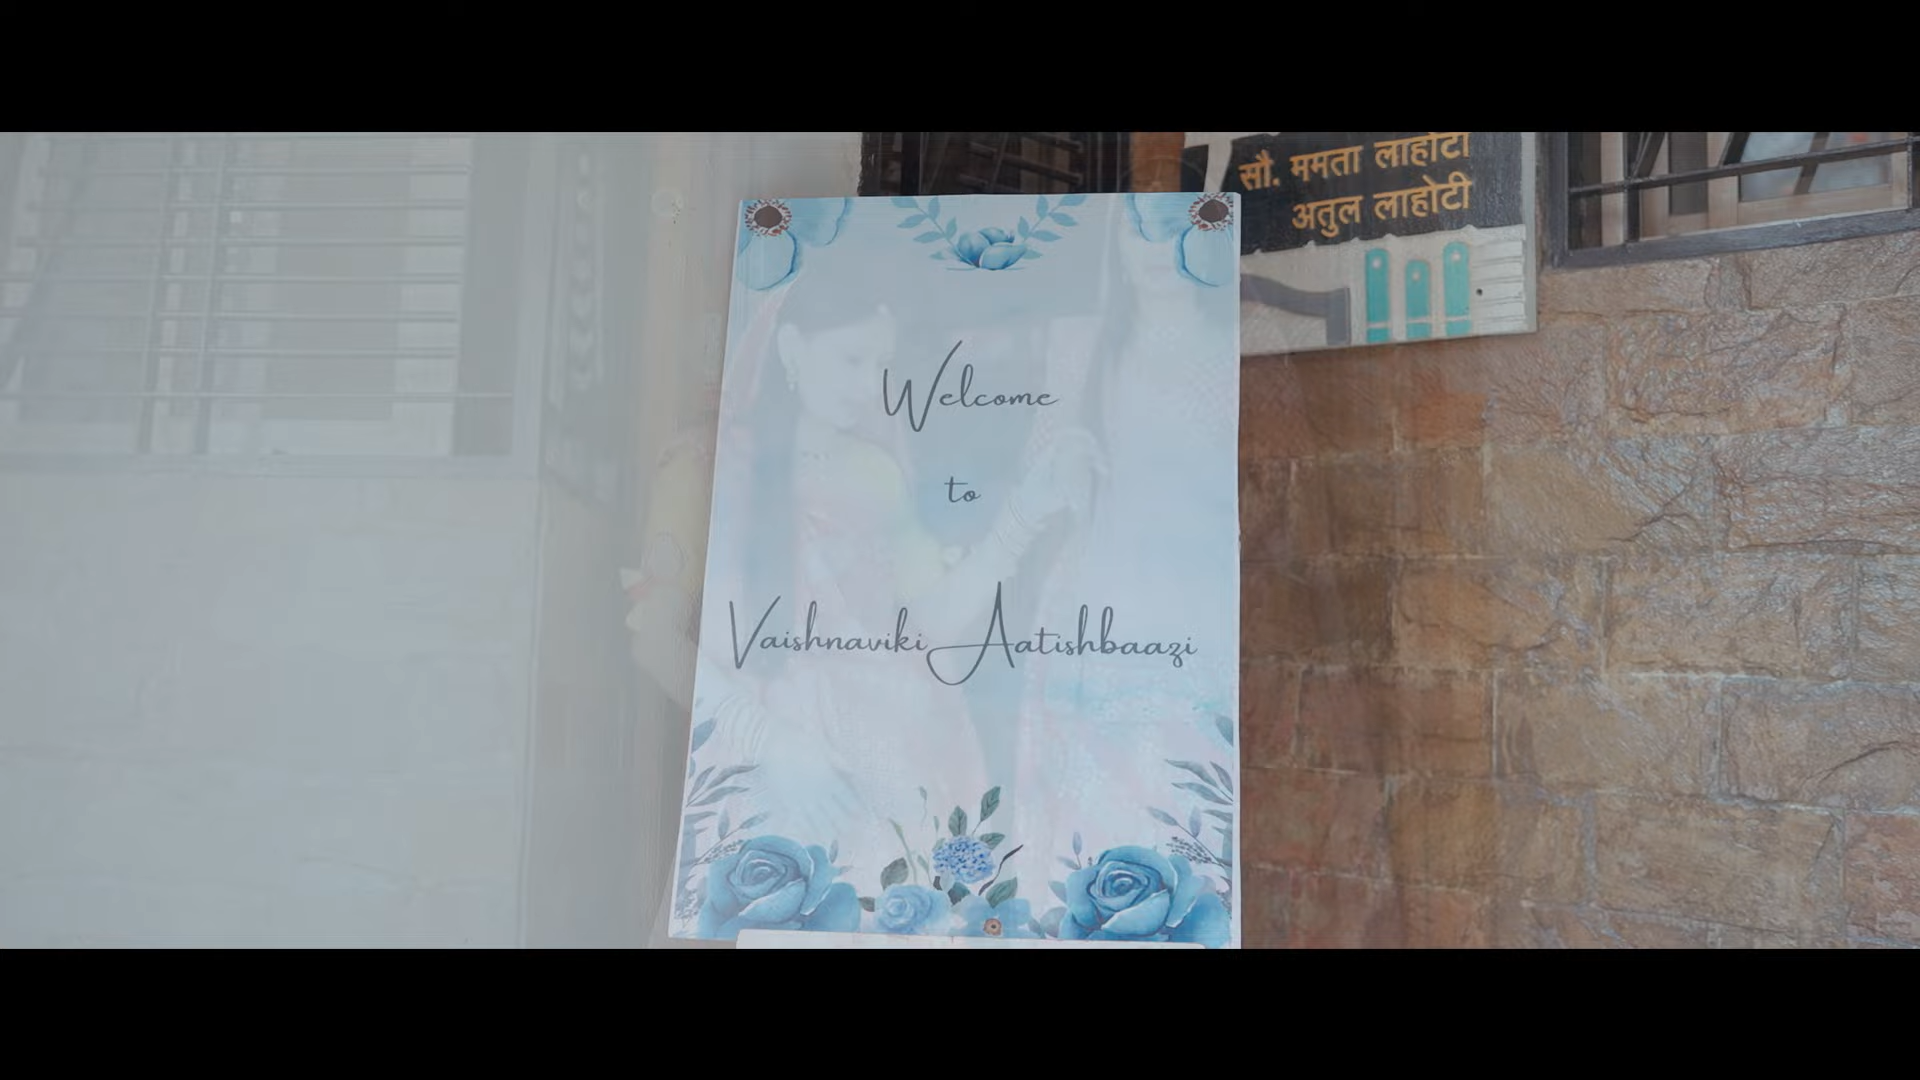 सौ. ममता लाहोटी
अतुल लाहोटी
Welcome
to
Vaishnaviki Aatishbaazi